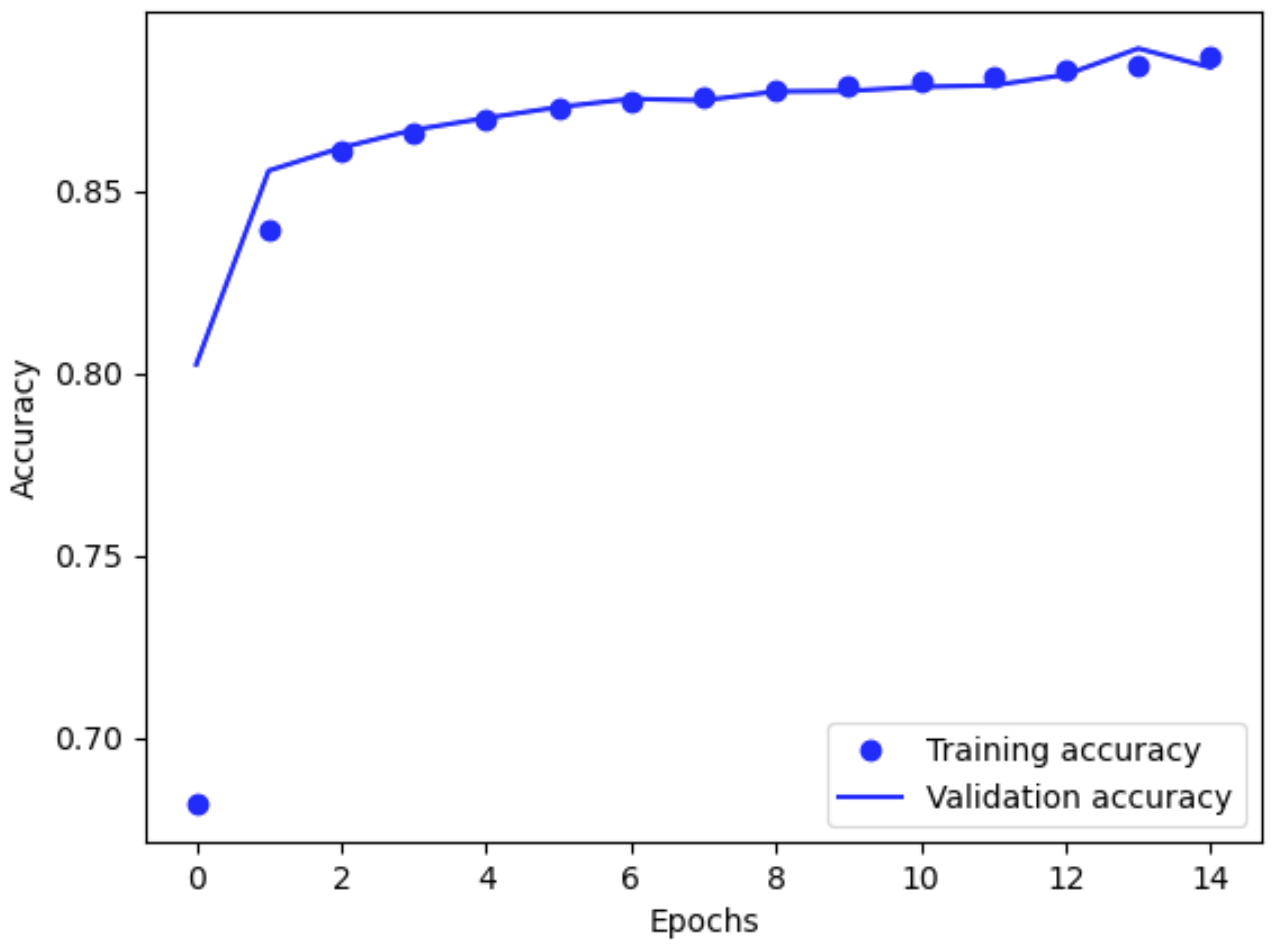 Accuracy
0.85
0.80
0.75
0.70
Training accuracy
Validation accuracy
0 2 4 6 8 10 12 14
Epochs